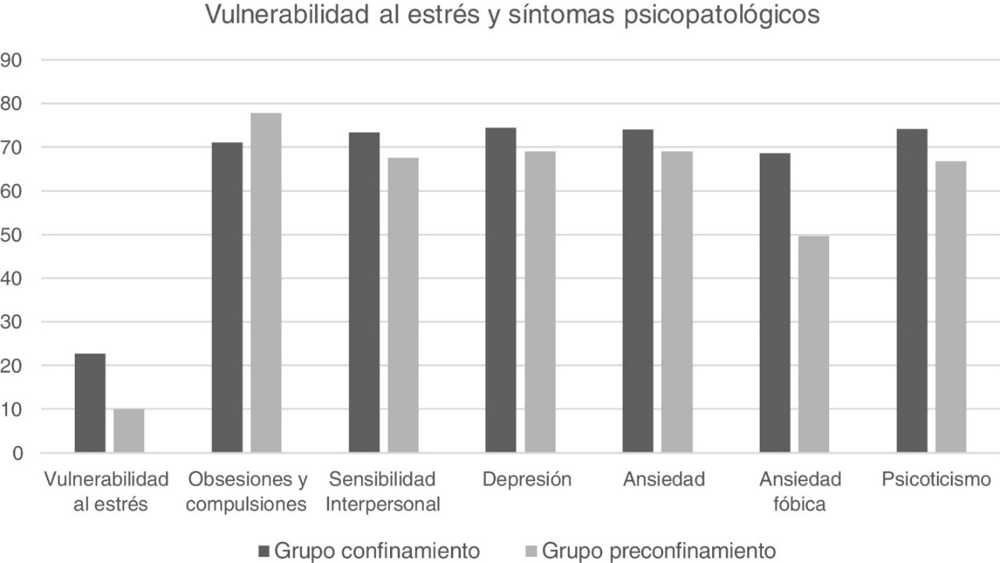 Vulnerabilidad al estrés y síntomas psicopatológicos
90
80
70
60
50
40
30
20
10
0
Vulnerabilidad
al estrés
Obsesiones y
compulsiones
Sensibilidad
Interpersonal
Depresión
Ansiedad
Ansiedad
fóbica
Psicoticismo
Grupo confinamiento
Grupo preconfinamiento